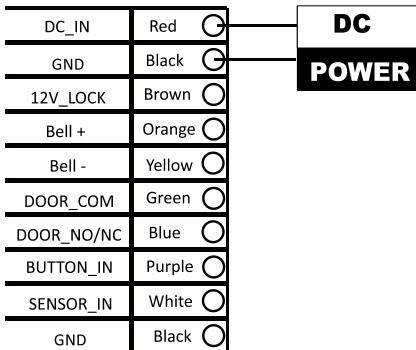 DC_IN Red DC
GND Black POWER
12V_LOCK Brown
Bell + Orange
Bell - Yellow
DOOR_COM Green
DOOR_NO/NC Blue
BUTTON_IN Purple
SENSOR_IN White
GND Black